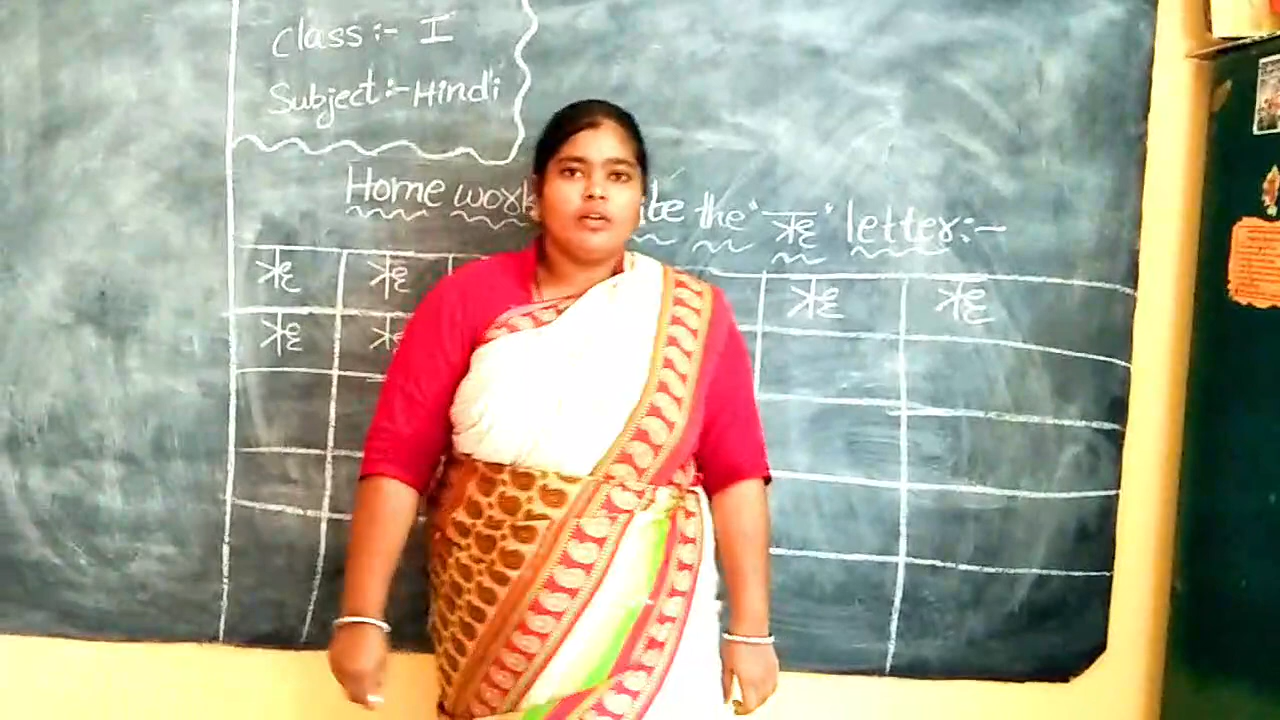 Class:- I
Subject:-Hindi
Home work the "ऋ" letter:-
ऋ ऋ ऋ ऋ
ऋ ऋ